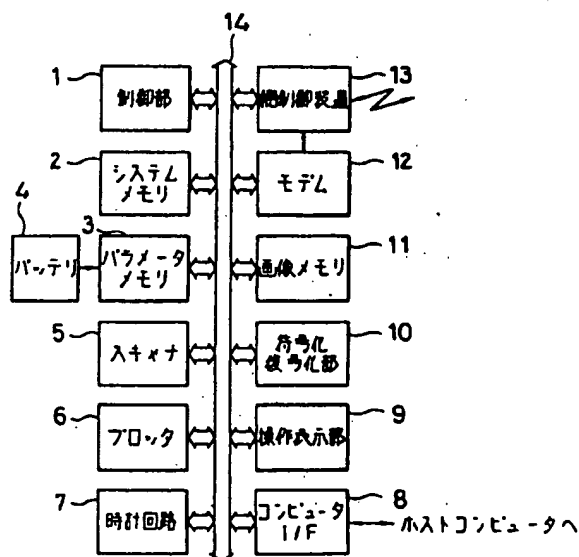 14
1
制御部
13
網制御装置
2
システム
メモリ
12
モデム
4
バッテリ
3
パラメータ
メモリ
11
画像メモリ
5
スキャナ
10
符号化
復号化部
6
プロッタ
9
操作表示部
7
時計回路
8
コンピュータ
I/F
ホストコンピュータへ